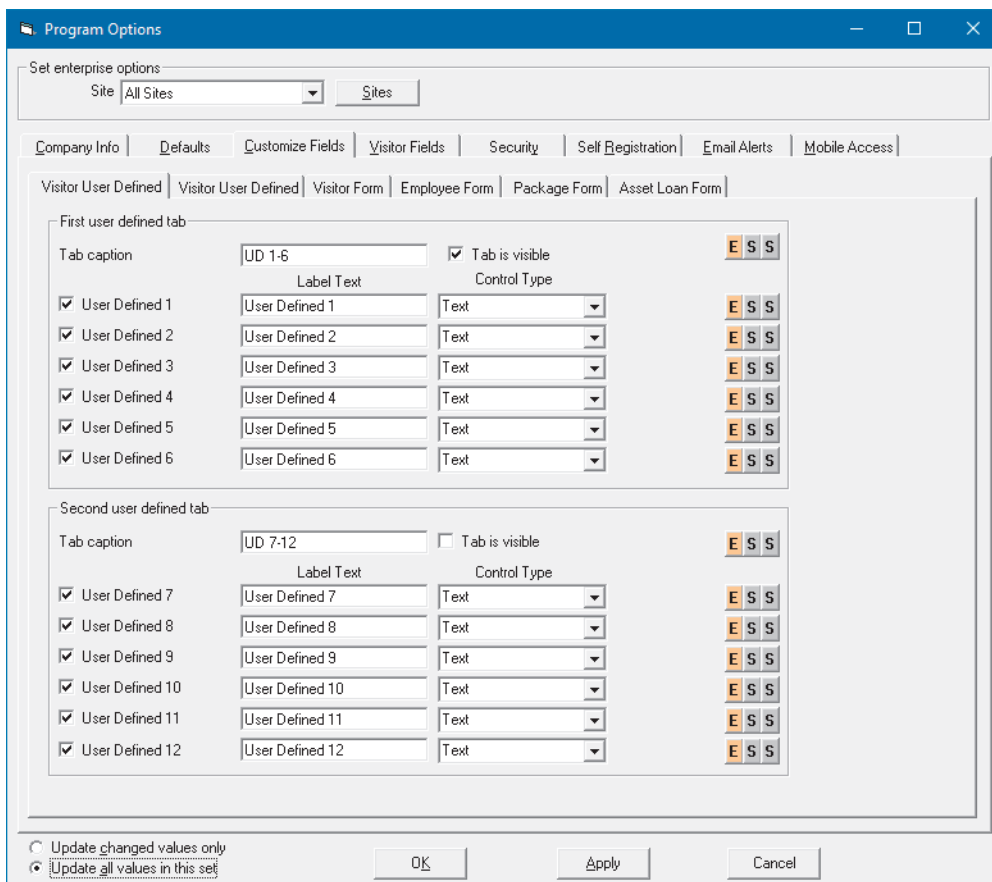 Program Options
Set enterprise options
Site All Sites Sites
Company Info Defaults Customize Fields Visitor Fields Security Self Registration Email Alerts Mobile Access
Visitor User Defined Visitor User Defined Visitor Form Employee Form Package Form Asset Loan Form
First user defined tab
Tab caption UD 1-6 Tab is visible E S S
Label Text Control Type
User Defined 1 User Defined 1 Text E S S
User Defined 2 User Defined 2 Text E S S
User Defined 3 User Defined 3 Text E S S
User Defined 4 User Defined 4 Text E S S
User Defined 5 User Defined 5 Text E S S
User Defined 6 User Defined 6 Text E S S
Second user defined tab
Tab caption UD 7-12 Tab is visible E S S
Label Text Control Type
User Defined 7 User Defined 7 Text E S S
User Defined 8 User Defined 8 Text E S S
User Defined 9 User Defined 9 Text E S S
User Defined 10 User Defined 10 Text E S S
User Defined 11 User Defined 11 Text E S S
User Defined 12 User Defined 12 Text E S S
Update changed values only
Update all values in this set OK Apply Cancel